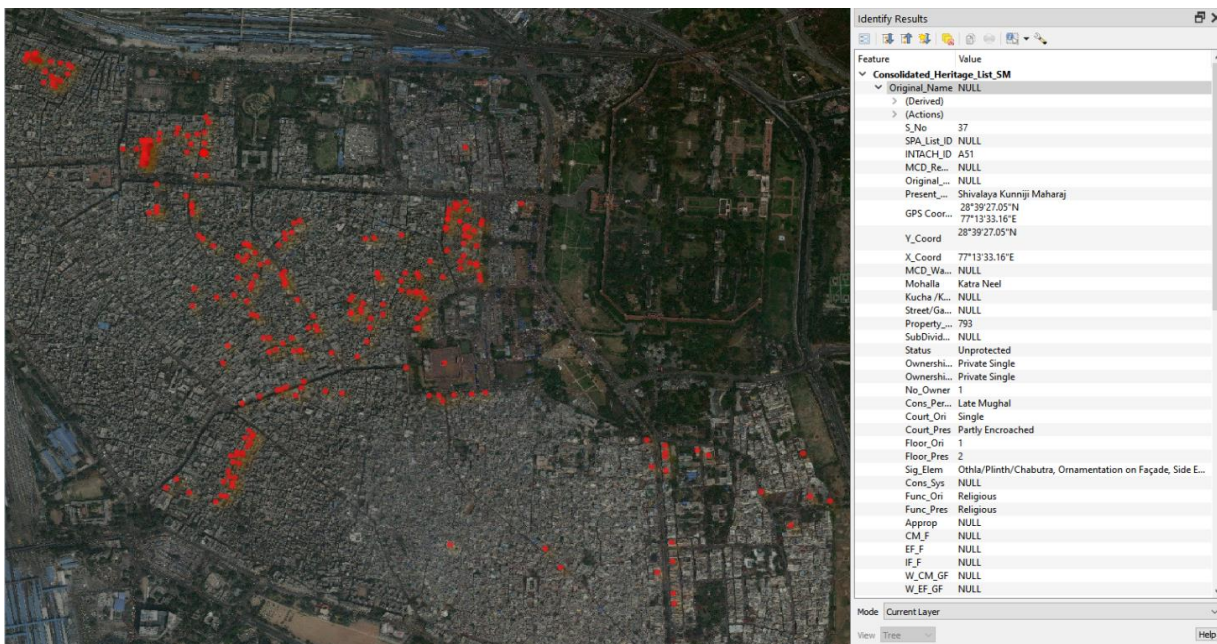 Identify Results
Feature Value
Consolidated_Heritage_List_SM
Original_Name NULL
(Derived)
(Actions)
S_No 37
SPA_List_ID NULL
INTACH_ID A51
MCD_Re... NULL
Original_... NULL
Present_... Shivalaya Kunniji Maharaj
GPS Coor... 28°39'27.05"N
77°13'33.16"E
Y_Coord 28°39'27.05"N
X_Coord 77°13'33.16"E
MCD_Wa... NULL
Mohalla Katra Neel
Kucha /K... NULL
Street/Ga... NULL
Property_... 793
SubDivid... NULL
Status Unprotected
Ownershi... Private Single
Ownershi... Private Single
No_Owner 1
Cons_Per... Late Mughal
Court_Ori Single
Court_Pres Partly Encroached
Floor_Ori 1
Floor_Pres 2
Sig_Elem Othla/Plinth/Chabutra, Ornamentation on Façade, Side E...
Cons_Sys NULL
Func_Ori Religious
Func_Pres Religious
Approp NULL
CM_F NULL
EF_F NULL
IF_F NULL
W_CM_GF NULL
W_EF_GF NULL
Mode Current Layer
View Tree Help